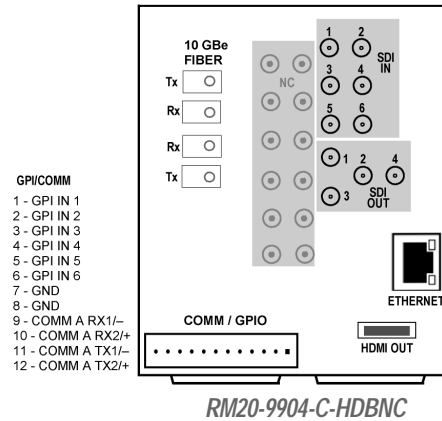 10 GBe
FIBER
Tx
Rx
Rx
Tx
NC
1 2
SDI
IN
3 4
5 6
1 2 4
3
SDI
OUT
ETHERNET
HDMI OUT
COMM / GPIO
GPI/COMM
1 - GPI IN 1
2 - GPI IN 2
3 - GPI IN 3
4 - GPI IN 4
5 - GPI IN 5
6 - GPI IN 6
7 - GND
8 - GND
9 - COMM A RX1/–
10 - COMM A RX2/+
11 - COMM A TX1/–
12 - COMM A TX2/+
RM20-9904-C-HDBNC